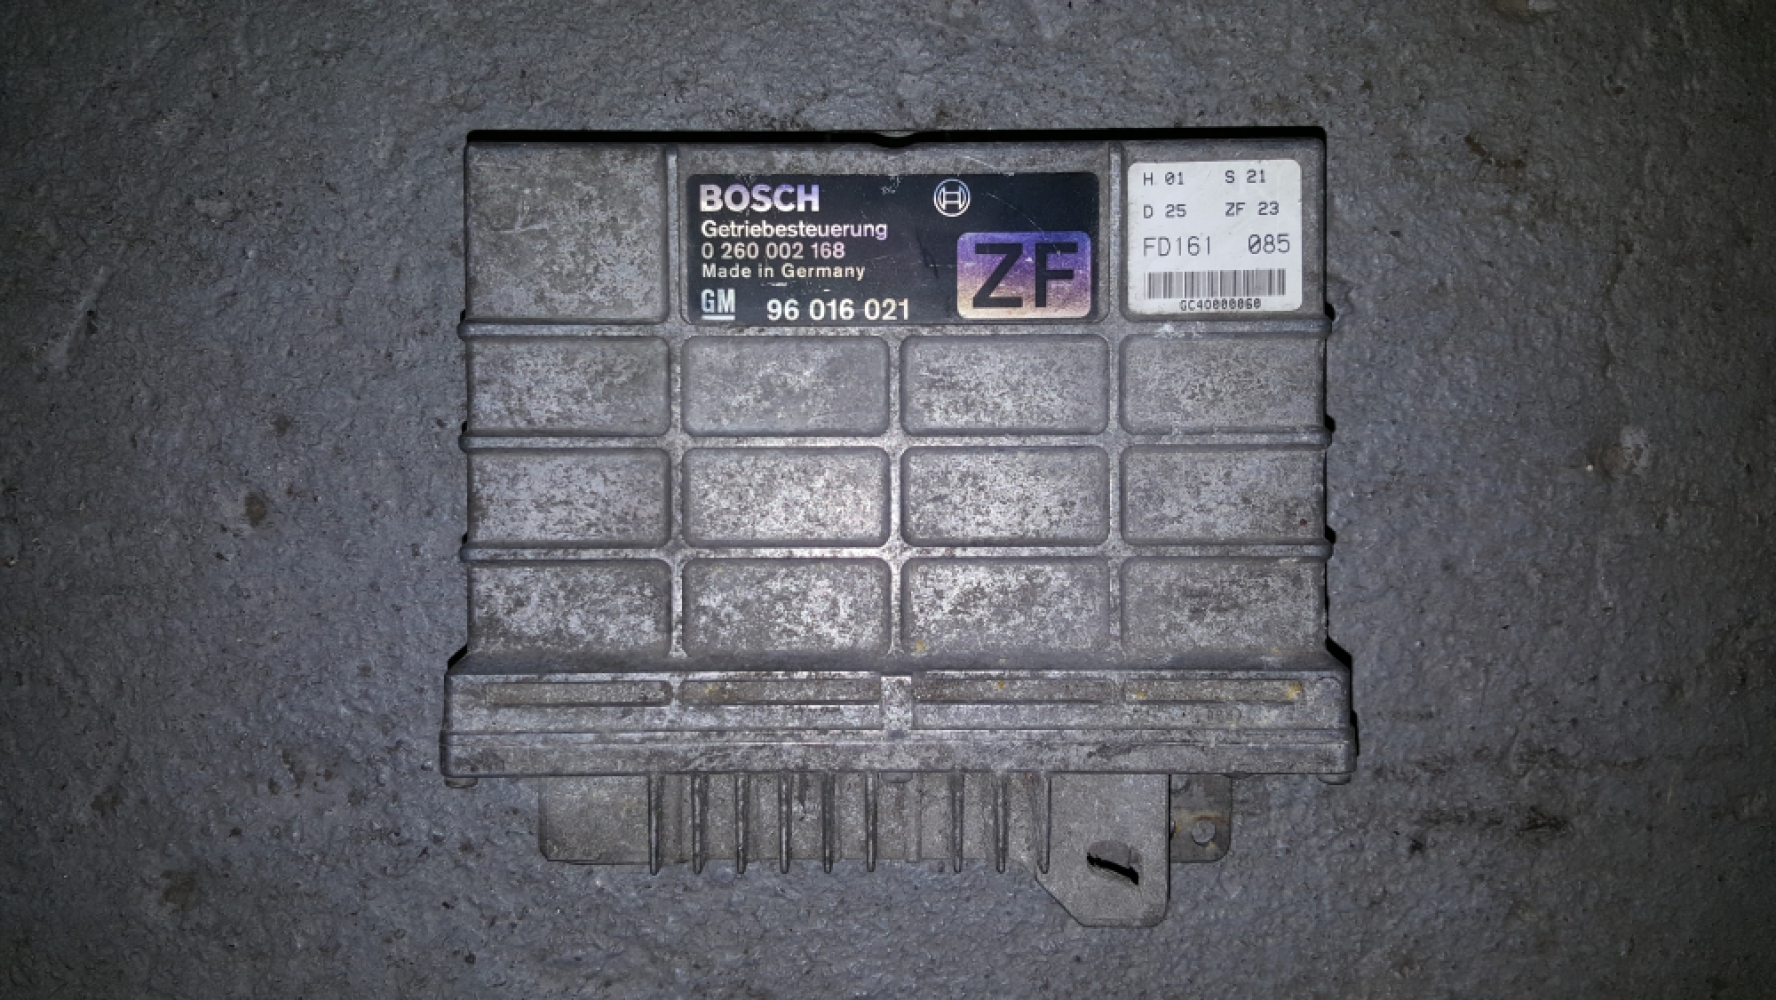 BOSCH
Getriebesteuerung
0 260 002 168
Made in Germany
GM 96 016 021
ZF
H 01 S 21
D 25 ZF 23
FD161 085
GC40000060